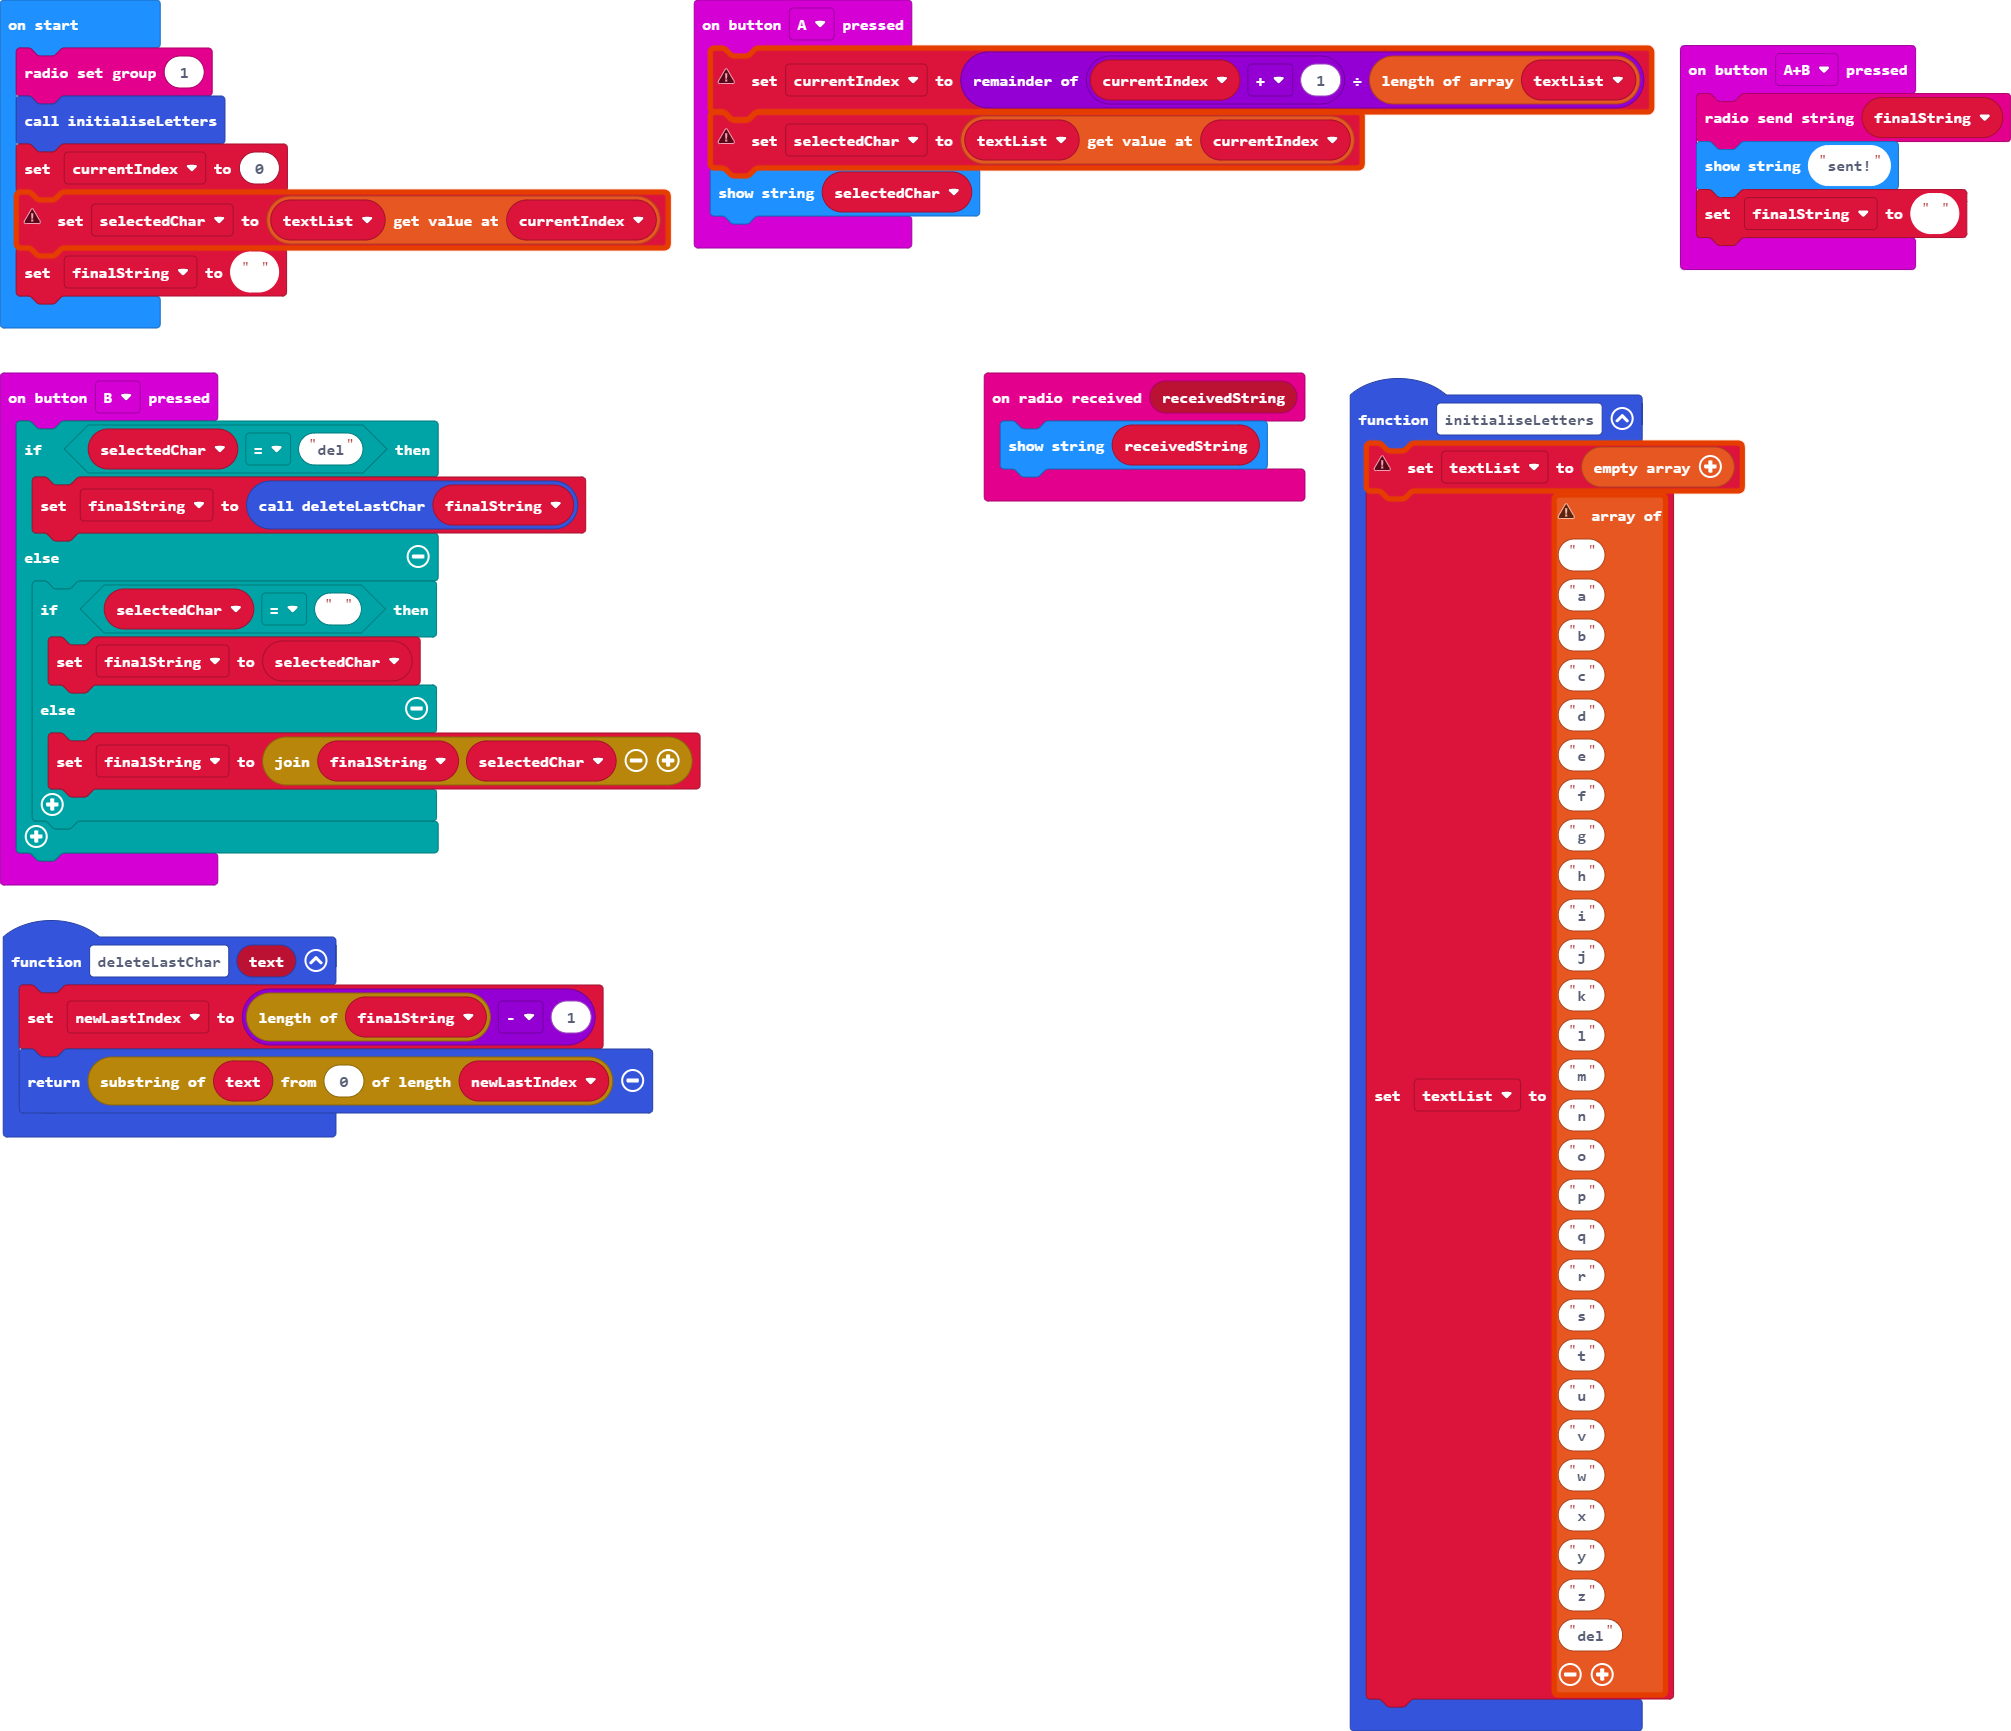 on start
radio set group 1
call initialiseLetters
set currentIndex to 0
set selectedChar to textList get value at currentIndex
set finalString to " "
on button A pressed
set currentIndex to remainder of currentIndex + 1 ÷ length of array textList
set selectedChar to textList get value at currentIndex
show string selectedChar
on button A+B pressed
radio send string finalString
show string "sent!"
set finalString to " "
on button B pressed
if selectedChar = "del" then
set finalString to call deleteLastChar finalString
else
if selectedChar = " " then
set finalString to selectedChar
else
set finalString to join finalString selectedChar
on radio received receivedString
show string receivedString
function initialiseLetters
set textList to empty array
set textList to array of
" "
"a"
"b"
"c"
"d"
"e"
"f"
"g"
"h"
"i"
"j"
"k"
"l"
"m"
"n"
"o"
"p"
"q"
"r"
"s"
"t"
"u"
"v"
"w"
"x"
"y"
"z"
"del"
function deleteLastChar text
set newLastIndex to length of finalString - 1
return substring of text from 0 of length newLastIndex